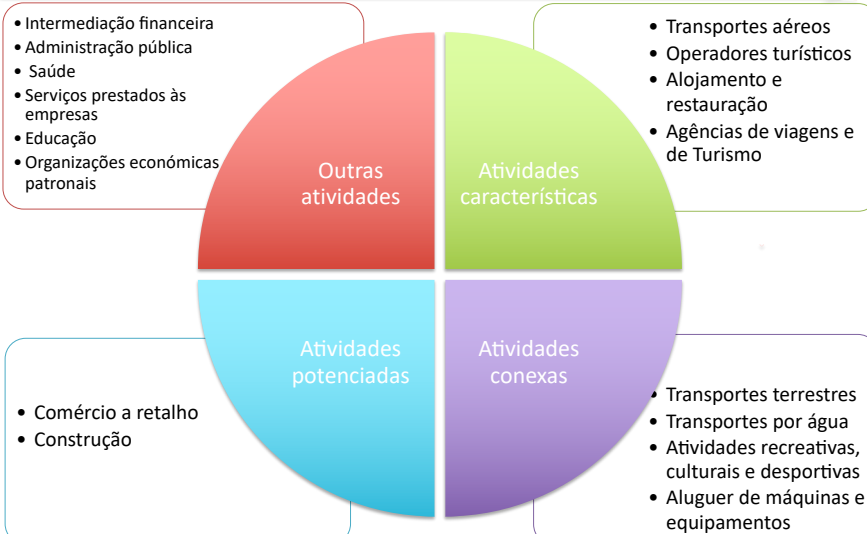 • Intermediação financeira
• Administração pública
• Saúde
• Serviços prestados às
empresas
• Educação
• Organizações económicas
patronais
• Transportes aéreos
• Operadores turísticos
• Alojamento e
restauração
• Agências de viagens e
de Turismo
Outras
atividades
Atividades
características
Atividades
potenciadas
Atividades
conexas
• Comércio a retalho
• Construção
• Transportes terrestres
• Transportes por água
• Atividades recreativas,
culturais e desportivas
• Aluguer de máquinas e
equipamentos